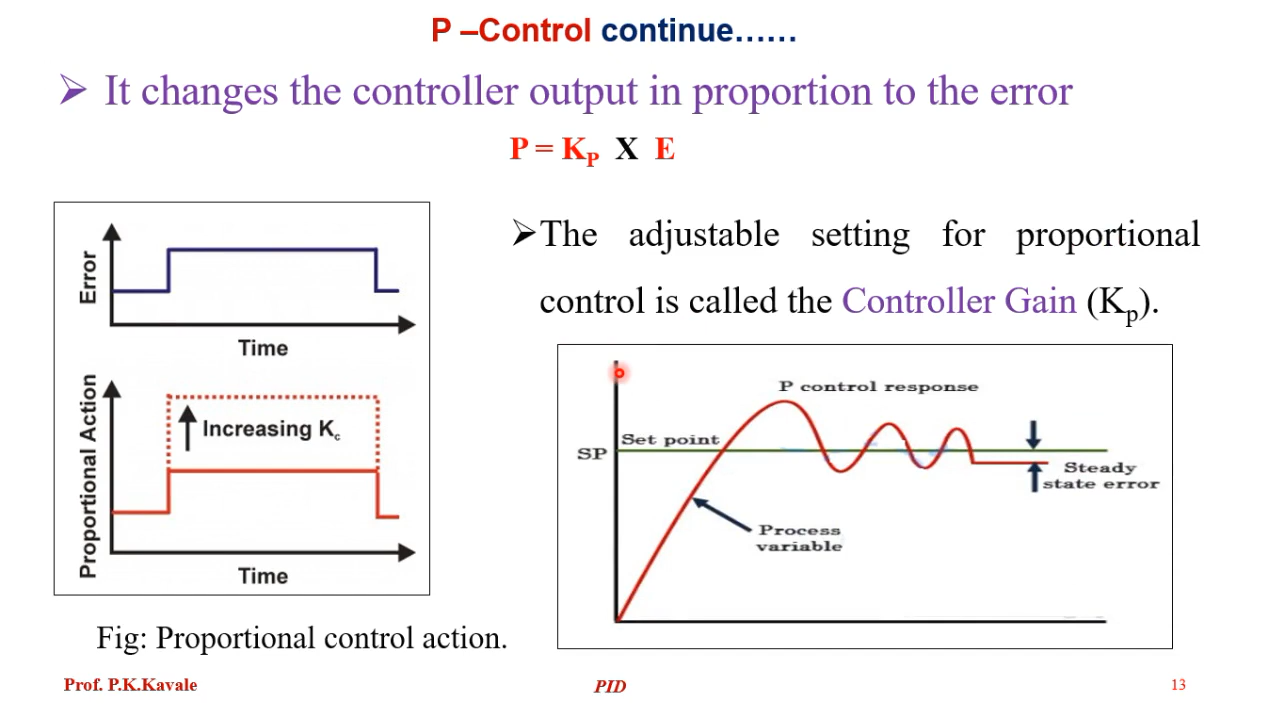 P –Control continue……
➢ It changes the controller output in proportion to the error
P = KP X E
Error
Time
Proportional Action
Increasing Kc
Time
Fig: Proportional control action.
➢The adjustable setting for proportional
control is called the Controller Gain (Kp).
P control response
Set point
SP
Steady
state error
Process
variable
Prof. P.K.Kavale
PID
13